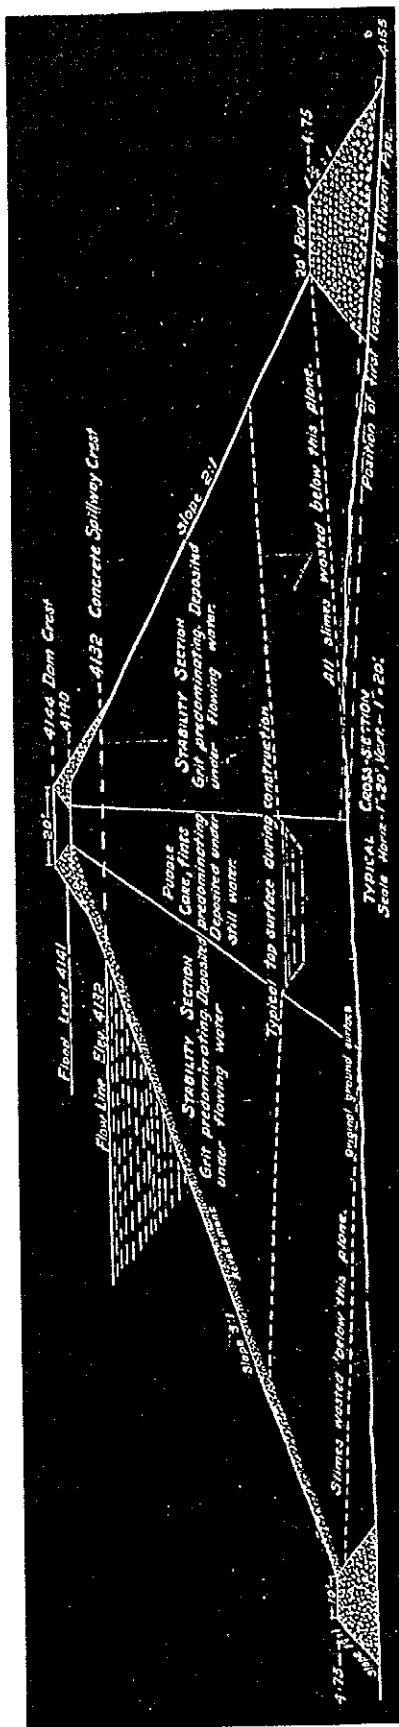 20'
4144 Dam Crest
4140
Flood Level 4141
Flow Line Elev. 4132
4132 Concrete Spillway Crest
Slope 3:1
Slope 2:1
STABILITY SECTION
Grit predominating. Deposited
under flowing water
Puddle
Core, fines
predominating
Deposited under
still water.
STABILITY SECTION
Grit predominating. Deposited
under flowing water.
Typical top surface during construction
20' Road
4.75
4155
4.75
10'
Slimes wasted below this plane.
All slimes wasted below this plane.
Original ground surface
Position of first location of effluent Pipe.
TYPICAL CROSS-SECTION
Scale Horiz. 1"=20'; Vert. 1"=20'